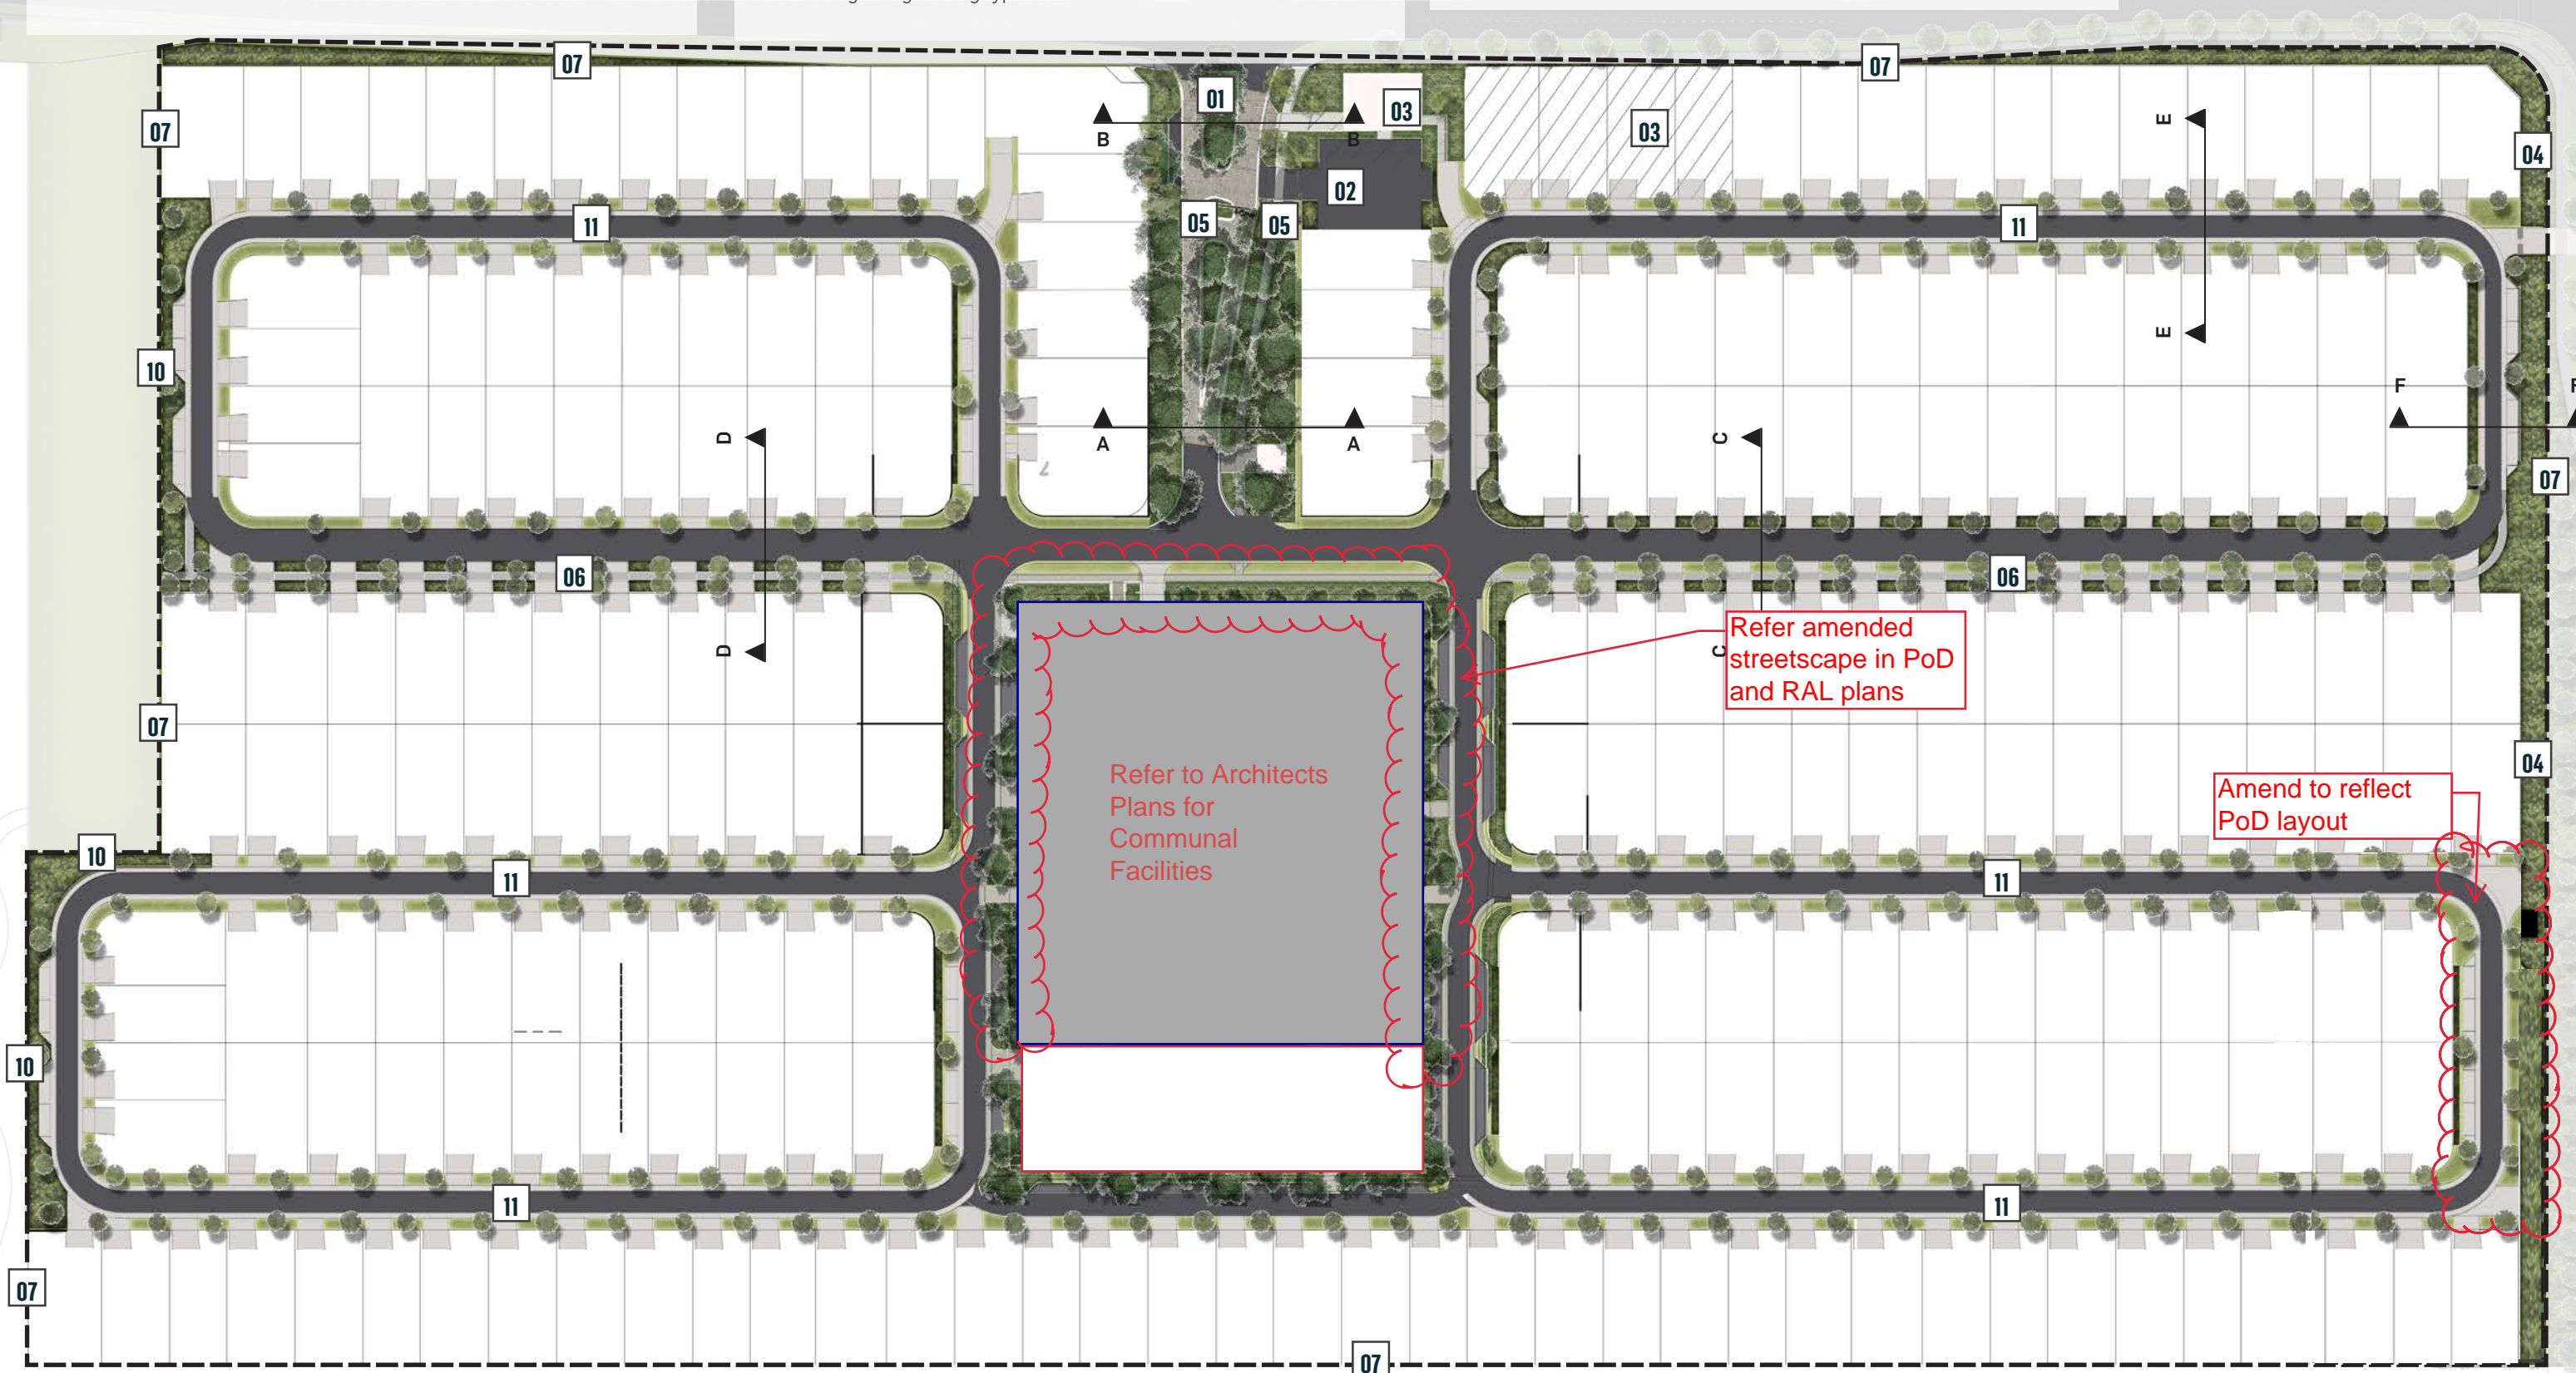 07
07
01
03
07
07
B
B
03
E
04
02
11
05
05
11
E
10
F
D
C
A
A
07
06
06
Refer amended
streetscape in PoD
and RAL plans
D
C
07
04
Refer to Architects
Plans for
Communal
Facilities
Amend to reflect
PoD layout
10
11
11
10
11
11
07
07